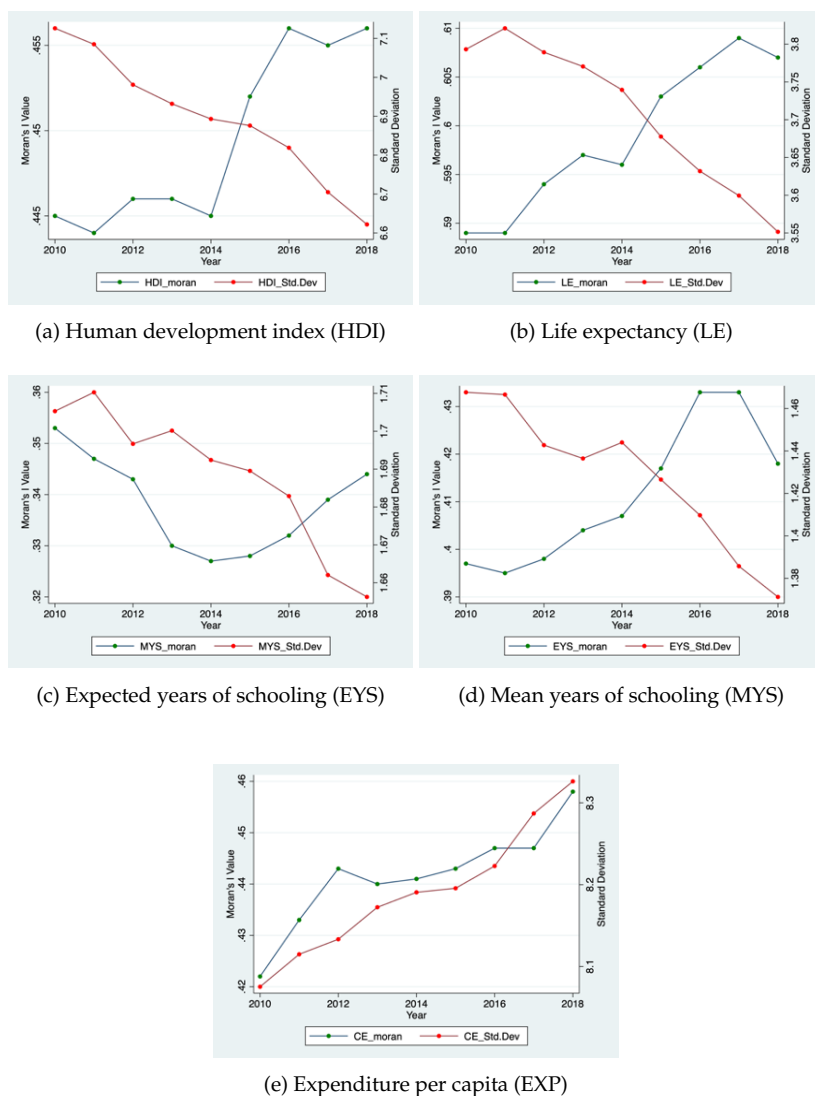 .445 .45 .455
Moran's I Value
6.6 6.7 6.8 6.9 7 7.1
Standard Deviation
2010 2012 2014 2016 2018
Year
HDI_moran HDI_Std.Dev
(a) Human development index (HDI)
.59 .595 .6 .605 .61
Moran's I Value
3.55 3.6 3.65 3.7 3.75 3.8
Standard Deviation
2010 2012 2014 2016 2018
Year
LE_moran LE_Std.Dev
(b) Life expectancy (LE)
.32 .33 .34 .35 .36
Moran's I Value
1.66 1.67 1.68 1.69 1.7 1.71
Standard Deviation
2010 2012 2014 2016 2018
Year
MYS_moran MYS_Std.Dev
(c) Expected years of schooling (EYS)
.39 .4 .41 .42 .43
Moran's I Value
1.38 1.4 1.42 1.44 1.46
Standard Deviation
2010 2012 2014 2016 2018
Year
EYS_moran EYS_Std.Dev
(d) Mean years of schooling (MYS)
.42 .43 .44 .45 .46
Moran's I Value
8.1 8.2 8.3
Standard Deviation
2010 2012 2014 2016 2018
Year
CE_moran CE_Std.Dev
(e) Expenditure per capita (EXP)